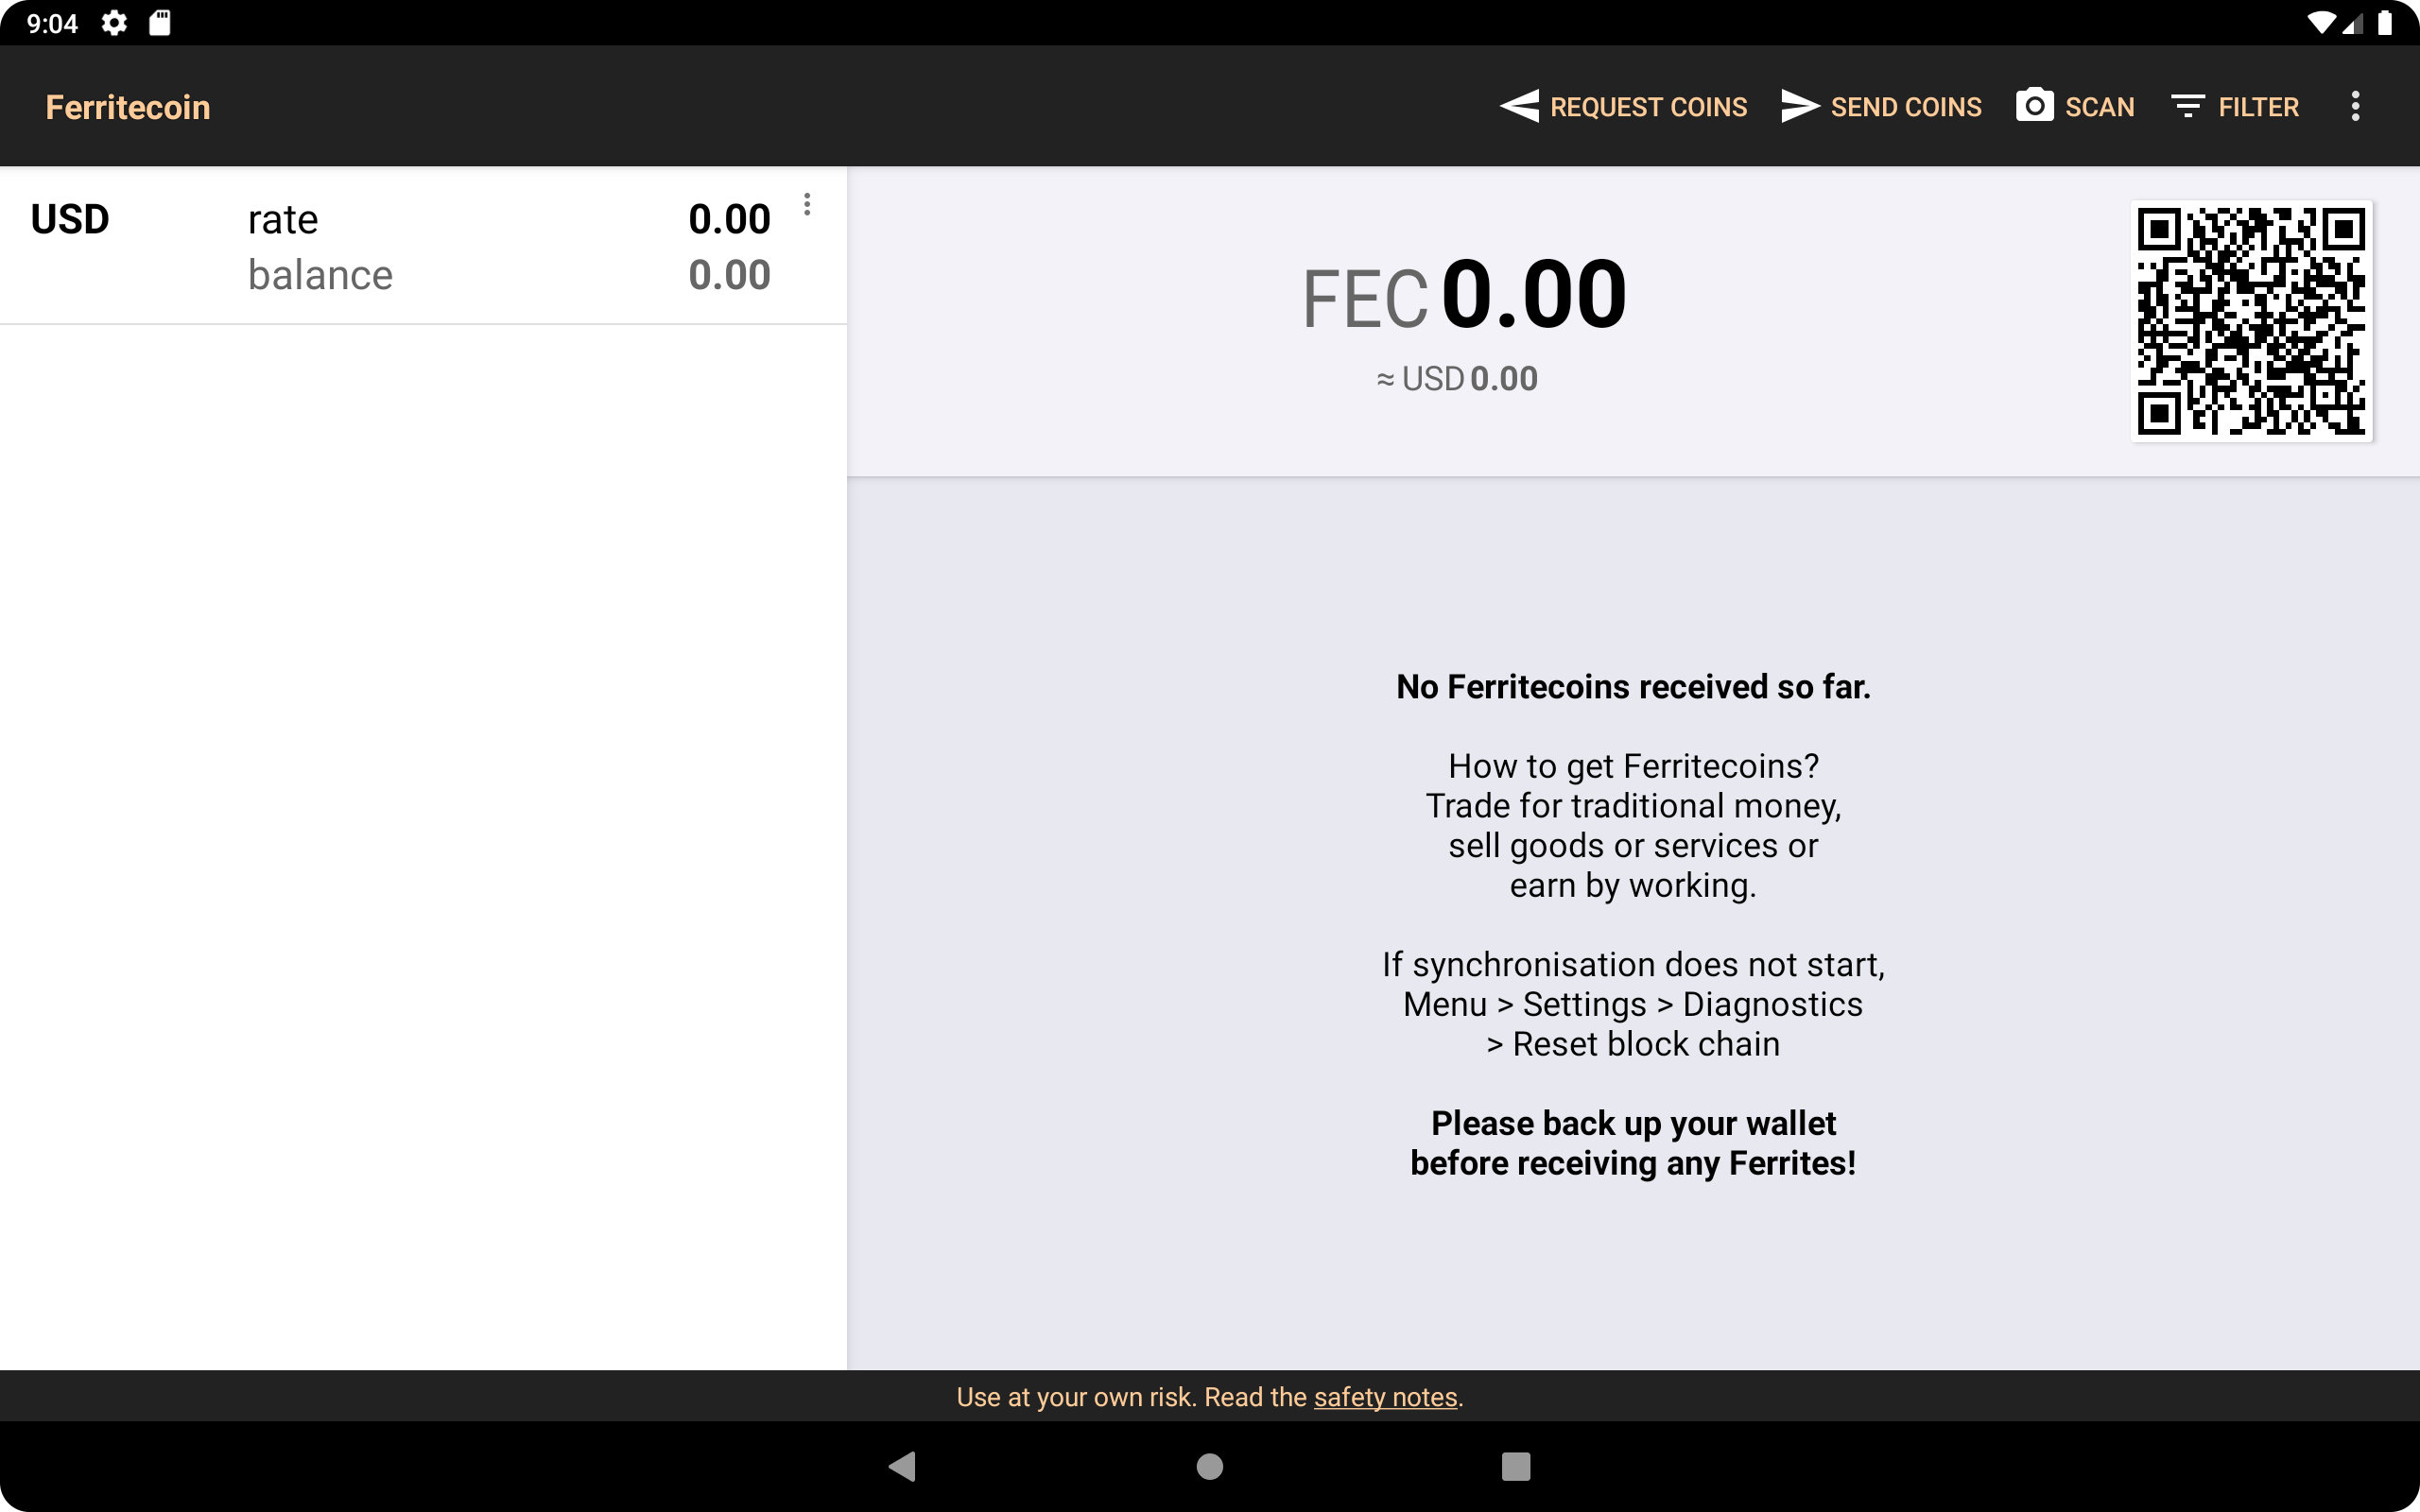 9:04
Ferritecoin
REQUEST COINS
SEND COINS
SCAN
FILTER
USD rate 0.00
balance 0.00
FEC 0.00
≈ USD 0.00
No Ferritecoins received so far.
How to get Ferritecoins?
Trade for traditional money,
sell goods or services or
earn by working.
If synchronisation does not start,
Menu > Settings > Diagnostics
> Reset block chain
Please back up your wallet
before receiving any Ferrites!
Use at your own risk. Read the safety notes.